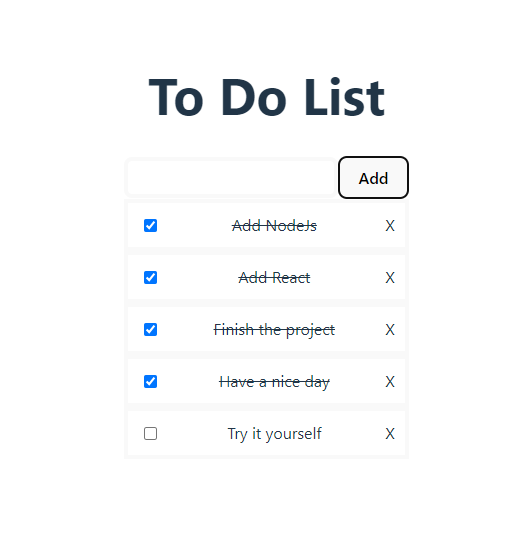 To Do List
Add
Add NodeJs X
Add React X
Finish the project X
Have a nice day X
Try it yourself X